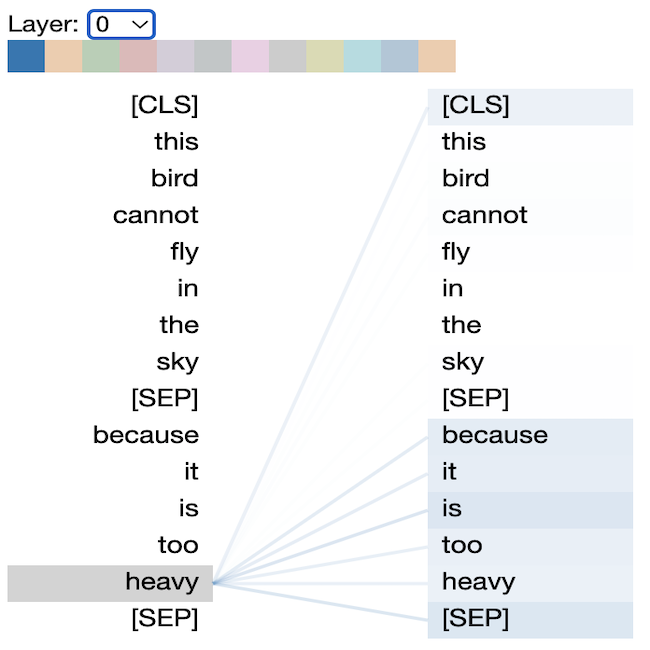 Layer: 0
[CLS] [CLS]
this this
bird bird
cannot cannot
fly fly
in in
the the
sky sky
[SEP] [SEP]
because because
it it
is is
too too
heavy heavy
[SEP] [SEP]